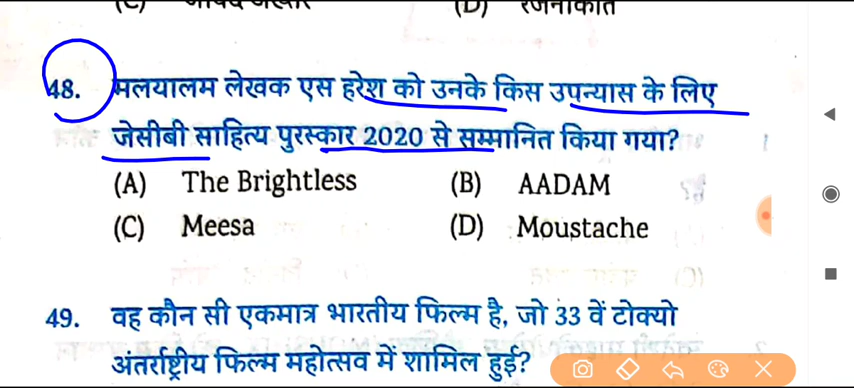 (D) रजनीकांत
48. मलयालम लेखक एस हरेश को उनके किस उपन्यास के लिए
जेसीबी साहित्य पुरस्कार 2020 से सम्मानित किया गया?
(A) The Brightless (B) AADAM
(C) Meesa (D) Moustache
49. वह कौन सी एकमात्र भारतीय फिल्म है, जो 33 वें टोक्यो
अंतर्राष्ट्रीय फिल्म महोत्सव में शामिल हुई?